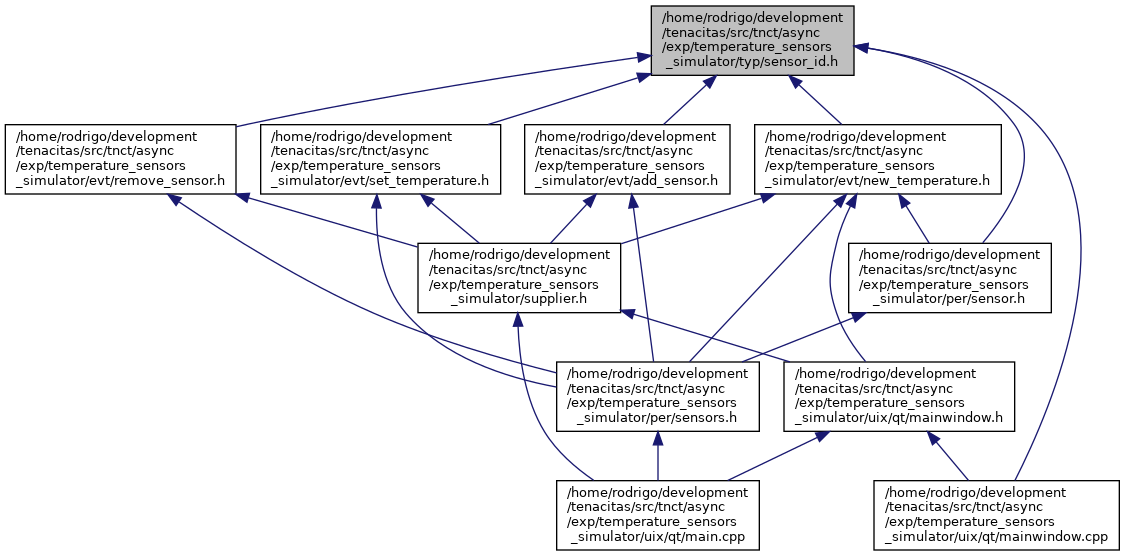 /home/rodrigo/development
/tenacitas/src/tnct/async
/exp/temperature_sensors
_simulator/typ/sensor_id.h
/home/rodrigo/development
/tenacitas/src/tnct/async
/exp/temperature_sensors
_simulator/evt/remove_sensor.h
/home/rodrigo/development
/tenacitas/src/tnct/async
/exp/temperature_sensors
_simulator/evt/set_temperature.h
/home/rodrigo/development
/tenacitas/src/tnct/async
/exp/temperature_sensors
_simulator/evt/add_sensor.h
/home/rodrigo/development
/tenacitas/src/tnct/async
/exp/temperature_sensors
_simulator/evt/new_temperature.h
/home/rodrigo/development
/tenacitas/src/tnct/async
/exp/temperature_sensors
_simulator/supplier.h
/home/rodrigo/development
/tenacitas/src/tnct/async
/exp/temperature_sensors
_simulator/per/sensor.h
/home/rodrigo/development
/tenacitas/src/tnct/async
/exp/temperature_sensors
_simulator/per/sensors.h
/home/rodrigo/development
/tenacitas/src/tnct/async
/exp/temperature_sensors
_simulator/uix/qt/mainwindow.h
/home/rodrigo/development
/tenacitas/src/tnct/async
/exp/temperature_sensors
_simulator/uix/qt/main.cpp
/home/rodrigo/development
/tenacitas/src/tnct/async
/exp/temperature_sensors
_simulator/uix/qt/mainwindow.cpp